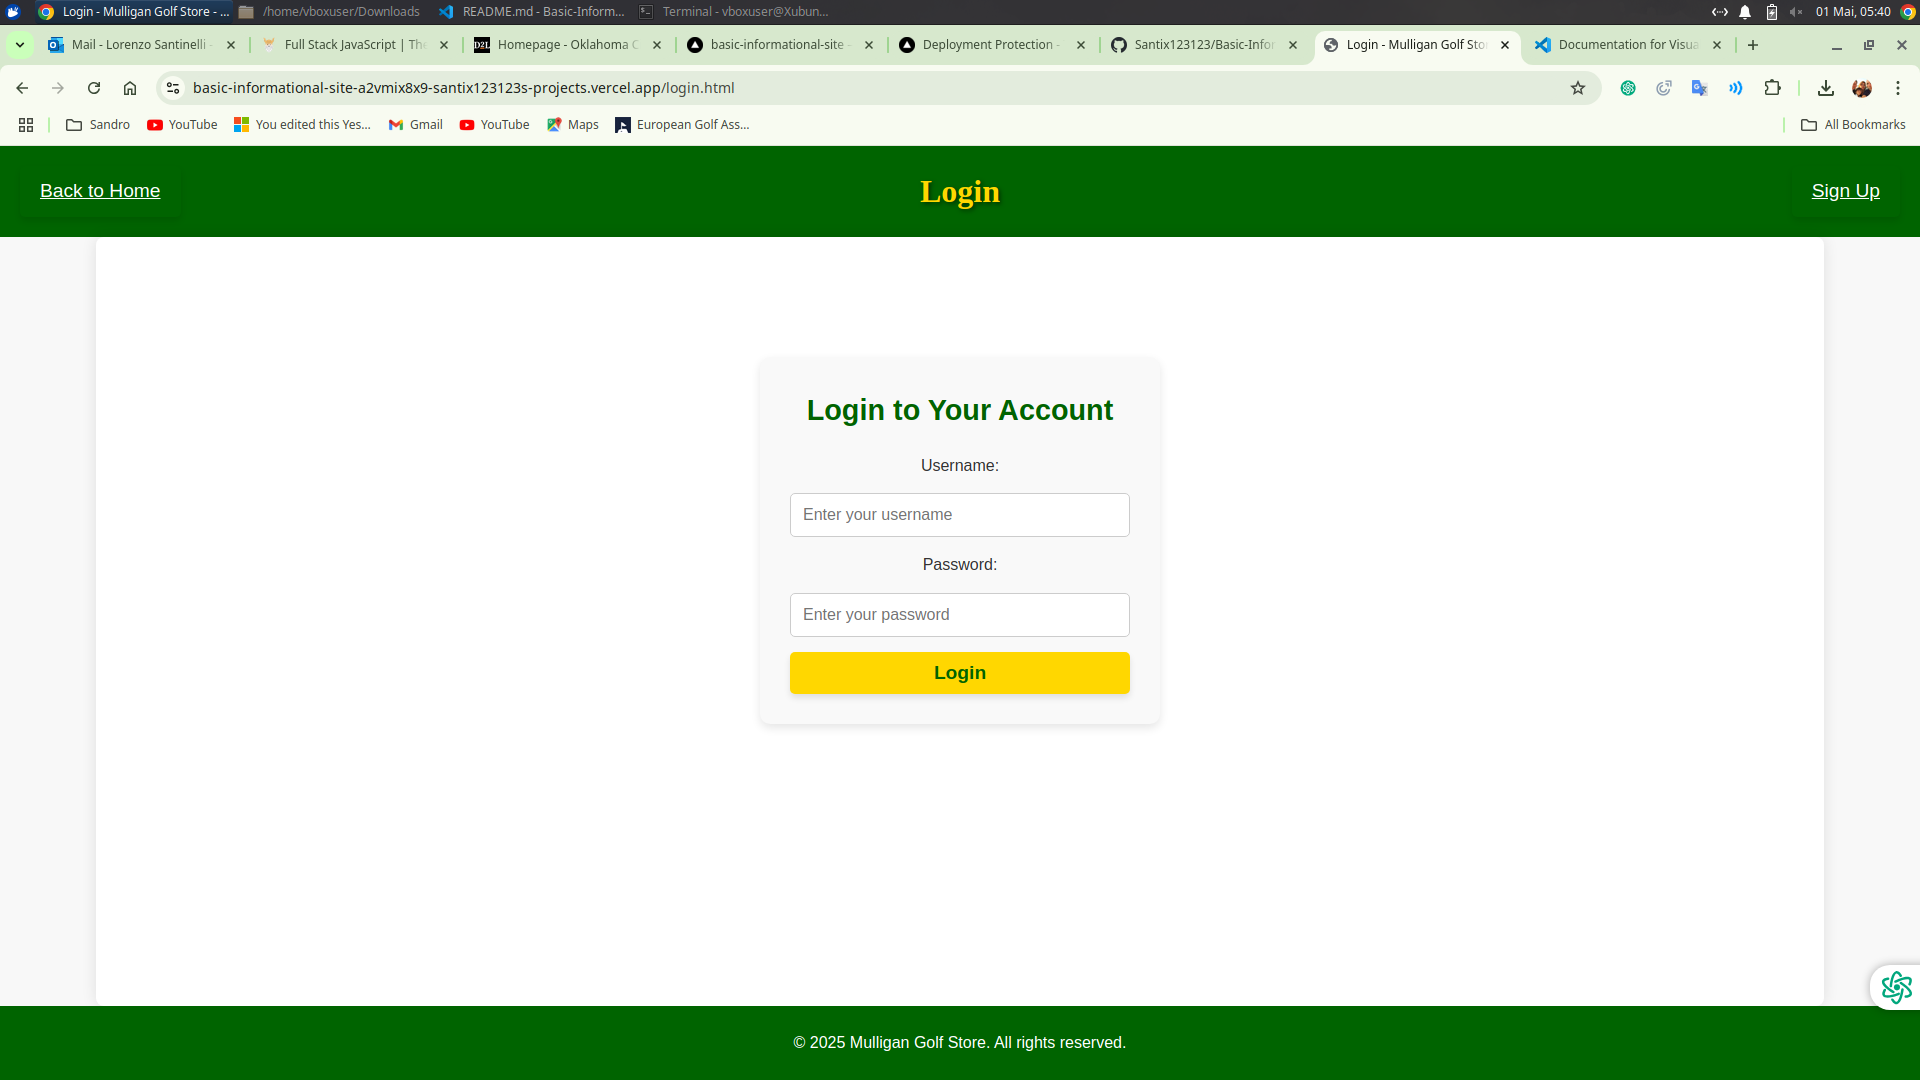 Login - Mulligan Golf Store - ...
/home/vboxuser/Downloads
README.md - Basic-Inform...
Terminal - vboxuser@Xubun...
01 Mai, 05:40
Mail - Lorenzo Santinelli -
Full Stack JavaScript | The
D2L
Homepage - Oklahoma C
basic-informational-site -
Deployment Protection -
Santix123123/Basic-Infor
Login - Mulligan Golf Stor
Documentation for Visua
basic-informational-site-a2vmix8x9-santix123123s-projects.vercel.app/login.html
Sandro
YouTube
You edited this Yes...
Gmail
YouTube
Maps
European Golf Ass...
All Bookmarks
Back to Home
Login
Sign Up
Login to Your Account
Username:
Enter your username
Password:
Enter your password
Login
© 2025 Mulligan Golf Store. All rights reserved.